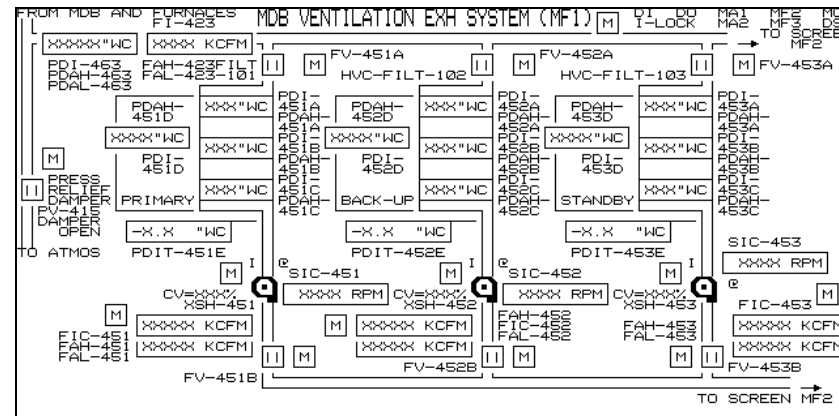 FROM MDB AND FURNACES
FI-423
MDB VENTILATION EXH SYSTEM (MF1)
M
DI DO MA1 MF2
I-LOCK MA2 MF3
TO SCREE
MF2
XXXXX"WC
XXXXX KCFM
PDI-463
PDAH-463
PDAL-463
FAH-423
FAL-423
FILT
-101
M
FV-451A
HVC-FILT-102
M
FV-452A
HVC-FILT-103
M
FV-453A
PDAH-
451D
XXXX"WC
PDI-
451D
PRIMARY
XXX"WC
XXX"WC
XXX"WC
PDI-
451A
PDAH-
451A
PDI-
451B
PDAH-
451B
PDI-
451C
PDAH-
451C
PDAH-
452D
XXXX"WC
PDI-
452D
BACK-UP
XXX"WC
XXX"WC
XXX"WC
PDI-
452A
PDAH-
452A
PDI-
452B
PDAH-
452B
PDI-
452C
PDAH-
452C
PDAH-
453D
XXXX"WC
PDI-
453D
STANDBY
XXX"WC
XXX"WC
XXX"WC
PDI-
453A
PDAH-
453A
PDI-
453B
PDAH-
453B
PDI-
453C
PDAH-
453C
M
PRESS
RELIEF
DAMPER
PV-415
DAMPER
OPEN
TO ATMOS
-X.X "WC
PDIT-451E
-X.X "WC
PDIT-452E
-X.X "WC
PDIT-453E
M
I
@
SIC-451
XXXX RPM
CV=XXX%
XSH-451
M
I
@
SIC-452
XXXX RPM
CV=XXX%
XSH-452
M
I
@
SIC-453
XXXX RPM
CV=XXX%
XSH-453
M
FIC-451
FAH-451
FAL-451
XXXXX KCFM
XXXXX KCFM
M
XXXXX KCFM
XXXXX KCFM
FAH-452
FIC-452
FAL-452
FIC-453
M
FAH-453
FAL-453
XXXXX KCFM
XXXXX KCFM
M
FV-451B
M
FV-452B
M
FV-453B
TO SCREEN MF2